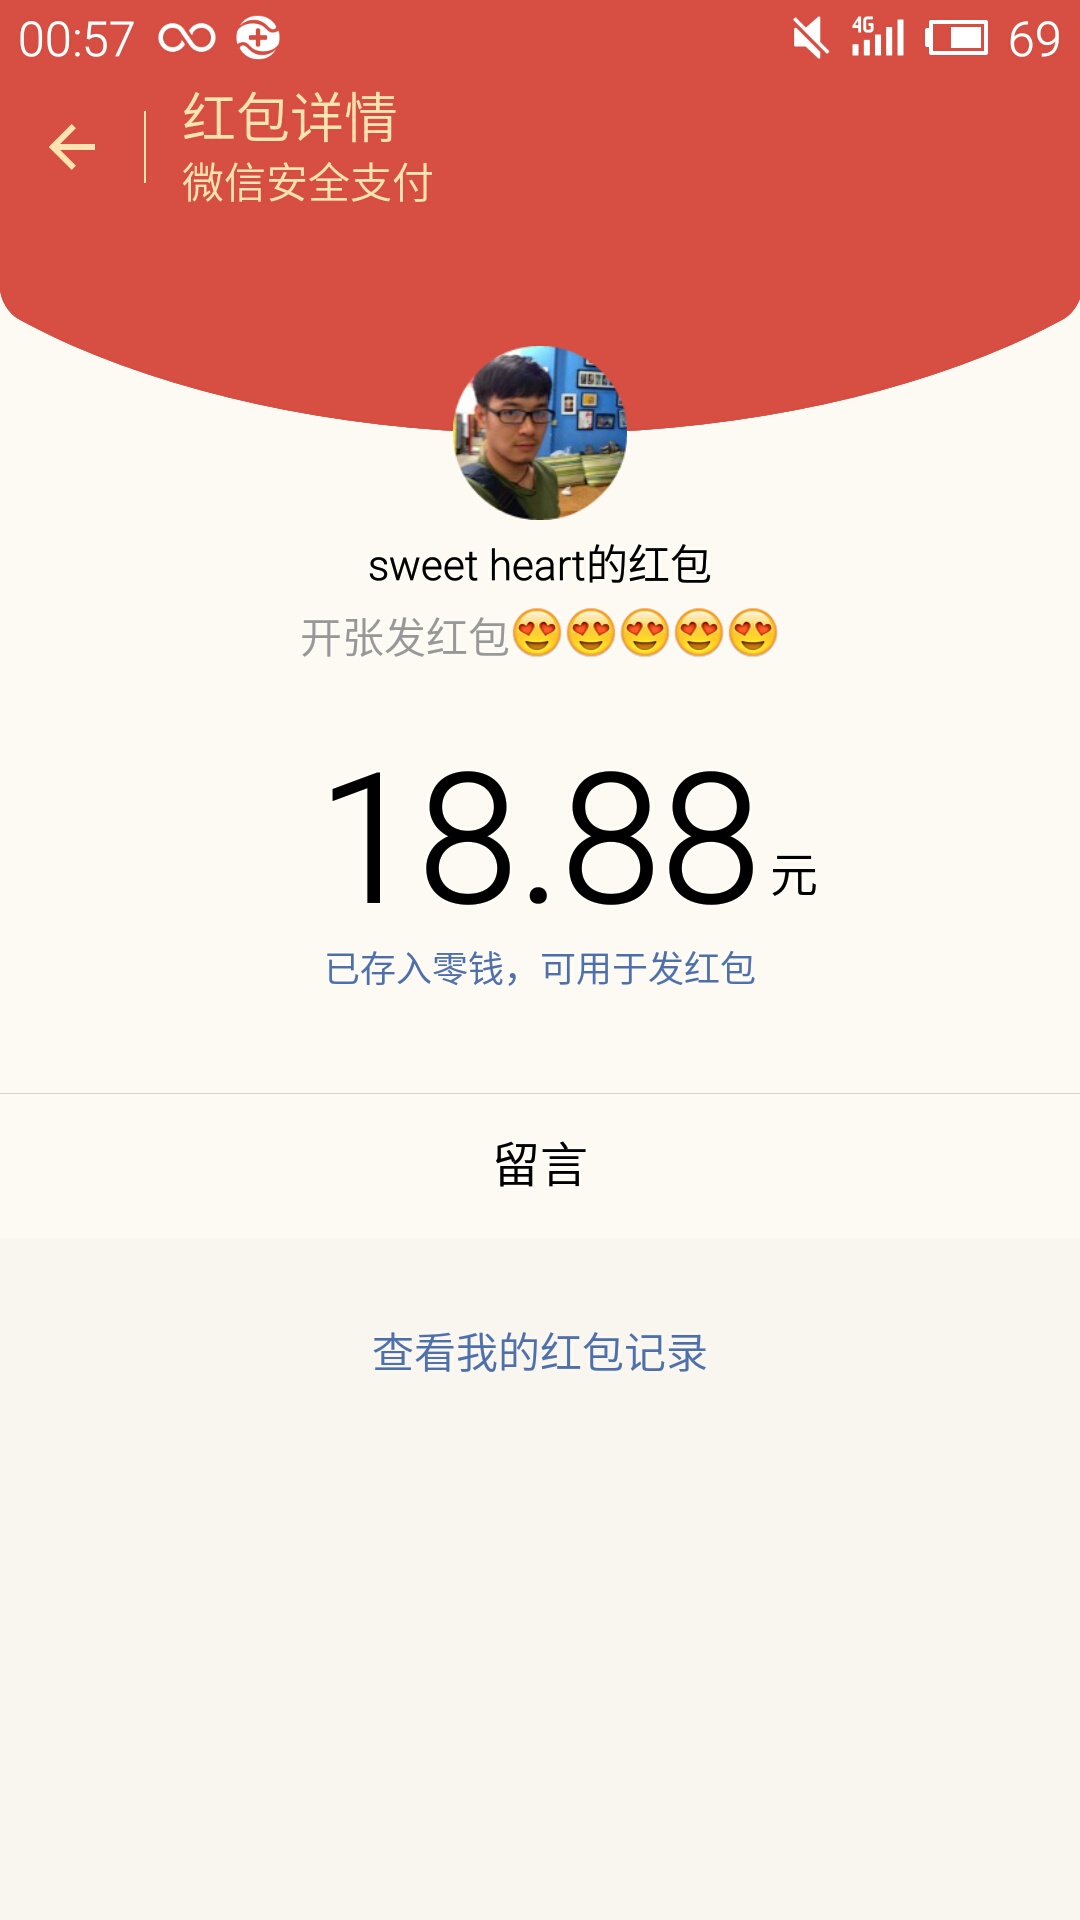 00:57 4G 69
红包详情
微信安全支付
sweet heart的红包
开张发红包😍😍😍😍😍
18.88元
已存入零钱，可用于发红包
留言
查看我的红包记录